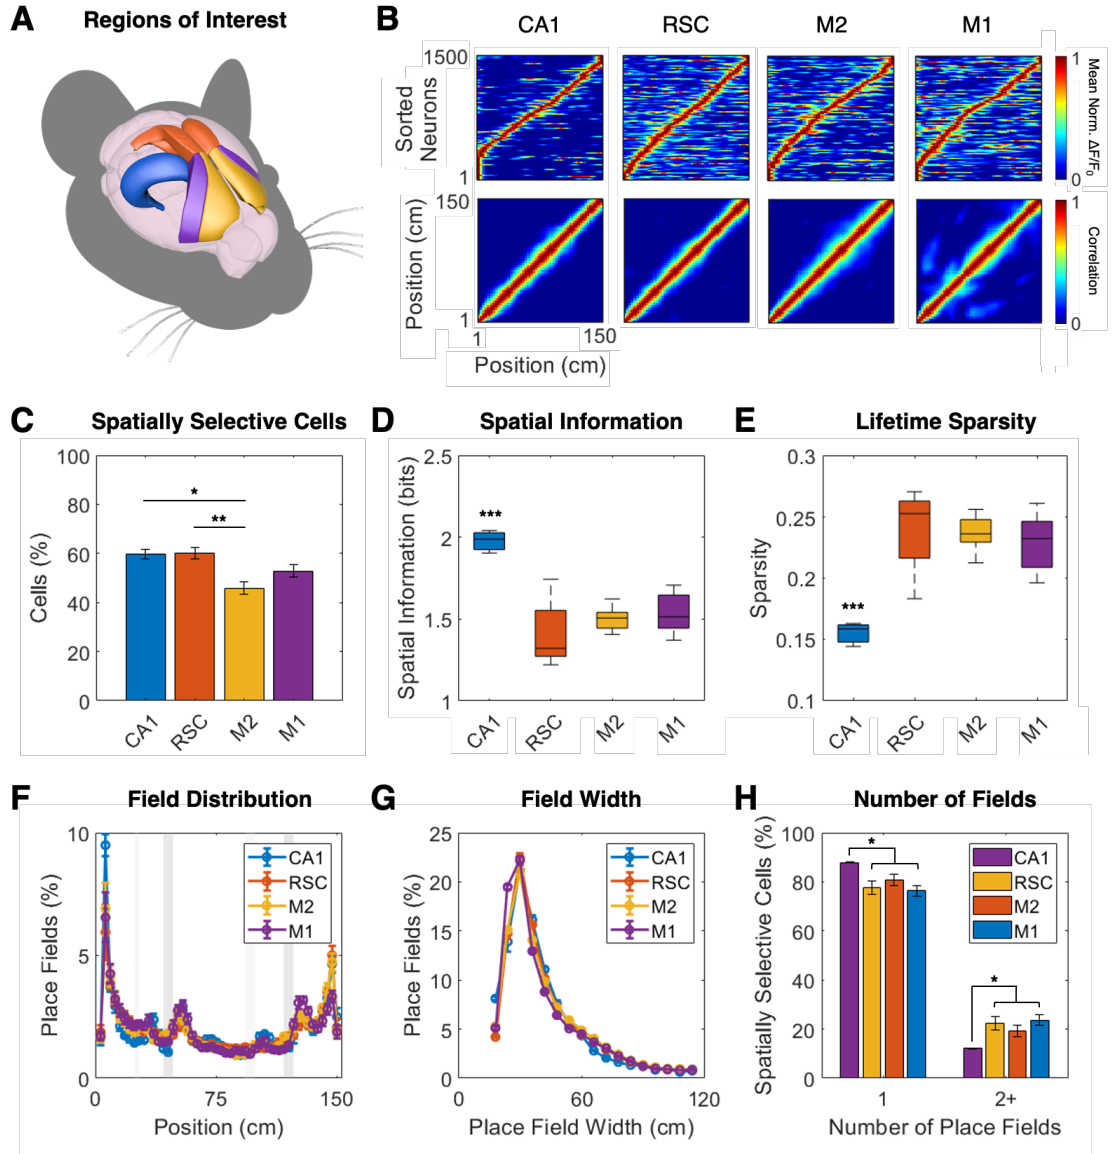 A Regions of Interest
B CA1 RSC M2 M1
1500
Sorted
Neurons
1
1
Mean Norm. ΔF/F0
0
150
Position (cm)
1
1 150
Position (cm)
1
Correlation
0
C Spatially Selective Cells
100
80
60
40
20
0
Cells (%)
*
**
CA1 RSC M2 M1
D Spatial Information
2.5
2
1.5
1
Spatial Information (bits)
***
CA1 RSC M2 M1
E Lifetime Sparsity
0.3
0.25
0.2
0.15
0.1
Sparsity
***
CA1 RSC M2 M1
F Field Distribution
10
5
0
Place Fields (%)
CA1
RSC
M2
M1
0 75 150
Position (cm)
G Field Width
25
20
15
10
5
0
Place Fields (%)
CA1
RSC
M2
M1
0 60 120
Place Field Width (cm)
H Number of Fields
100
80
60
40
20
0
Spatially Selective Cells (%)
*
*
CA1
RSC
M2
M1
1 2+
Number of Place Fields